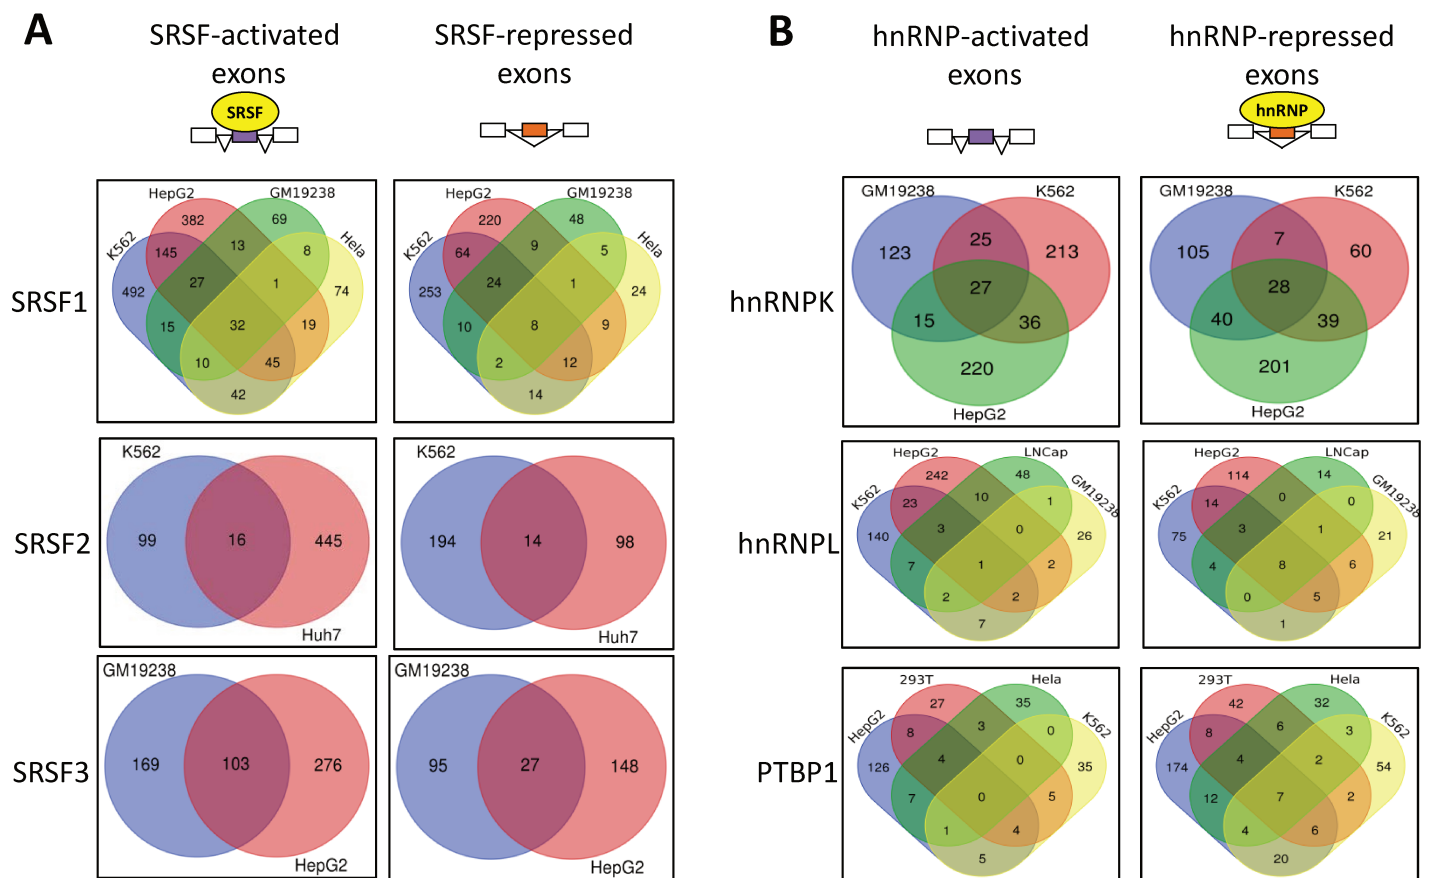 A
SRSF-activated
exons
SRSF
SRSF-repressed
exons
B
hnRNP-activated
exons
hnRNP-repressed
exons
hnRNP
SRSF1
HepG2 GM19238
K562 Hela
382 69
145 13 8
492 27 1 74
15 32 19
10 45
42
HepG2 GM19238
K562 Hela
220 48
64 9 5
253 24 1 24
10 8 9
2 12
14
SRSF2
K562
99 16 445
Huh7
K562
194 14 98
Huh7
SRSF3
GM19238
169 103 276
HepG2
GM19238
95 27 148
HepG2
hnRNPK
GM19238 K562
25
123 213
27
15 36
220
HepG2
GM19238 K562
7
105 60
28
40 39
201
HepG2
hnRNPL
HepG2 LNCap
K562 GM19238
242 48
23 10 1
140 3 0 26
7 1 2
2 2
7
HepG2 LNCap
K562 GM19238
114 14
14 0 0
75 3 1 21
4 8 6
0 5
1
PTBP1
293T Hela
HepG2 K562
27 35
8 3 0
126 4 0 35
7 0 5
1 4
5
293T Hela
HepG2 K562
42 32
8 6 3
174 4 2 54
12 7 2
4 6
20